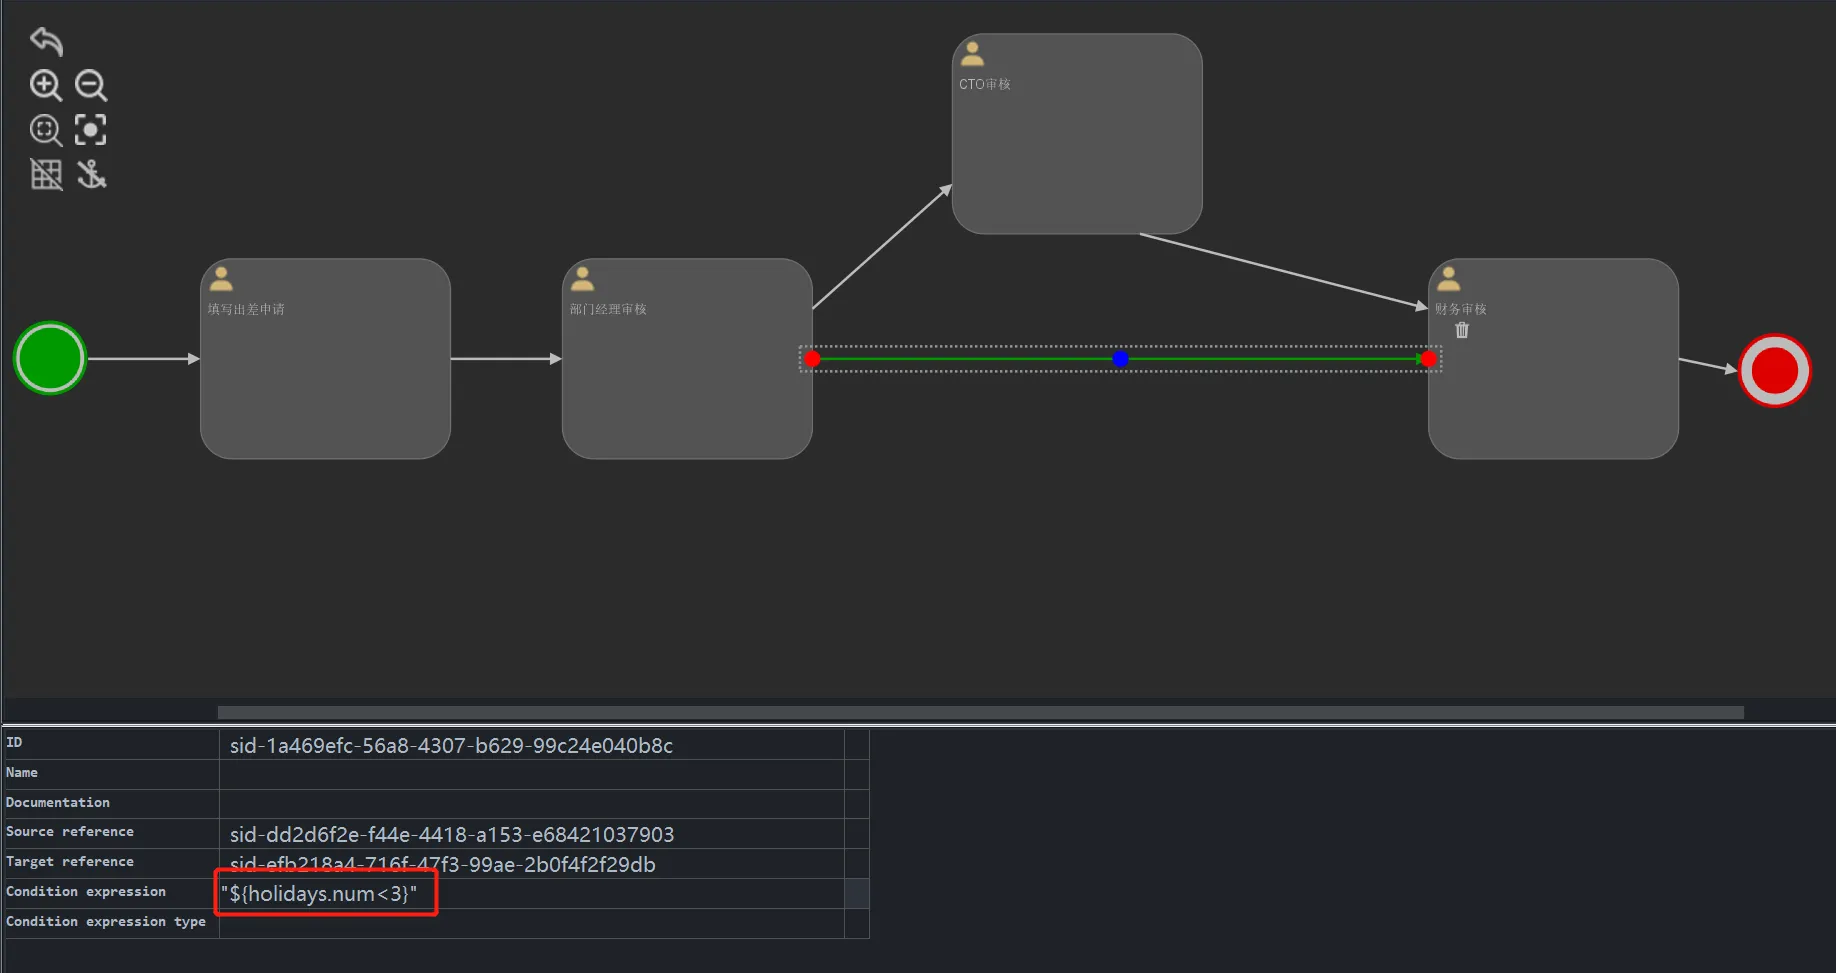 CTO审核
填写出差申请
部门经理审核
财务审核
ID
sid-1a469efc-56a8-4307-b629-99c24e040b8c
Name
Documentation
Source reference
sid-dd2d6f2e-f44e-4418-a153-e68421037903
Target reference
sid-efb218a4-716f-47f3-99ae-2b0f4f2f29db
Condition expression
"${holidays.num<3}"
Condition expression type